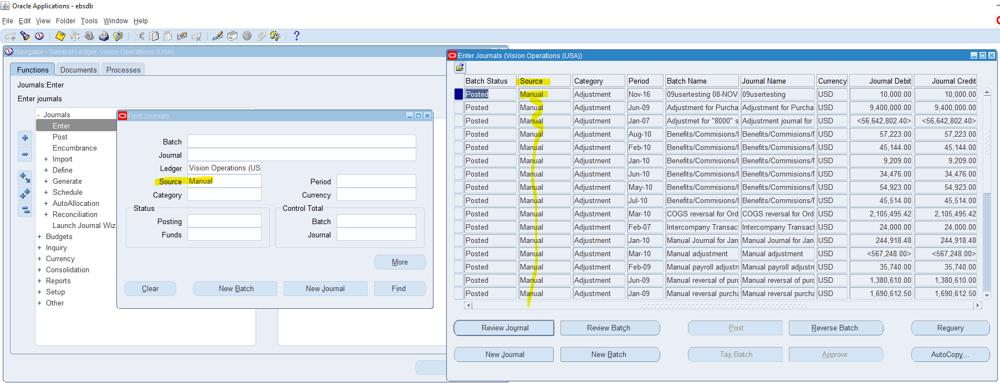 Oracle Applications - ebsdb
File Edit View Folder Tools Window Help
Navigator - General Ledger, Vision Operations (USA)
Functions Documents Processes
Journals:Enter
Enter journals
- Journals
Enter
Post
Encumbrance
+ Import
+ Define
+ Generate
+ Schedule
+ AutoAllocation
+ Reconciliation
Launch Journal Wiz
+ Budgets
+ Inquiry
+ Currency
+ Consolidation
+ Reports
+ Setup
+ Other
Find Journals
Batch
Journal
Ledger Vision Operations (US
Source Manual Period
Category Currency
Status Control Total
Posting Batch
Funds Journal
More
Clear New Batch New Journal Find
Enter Journals (Vision Operations (USA))
Batch Status Source Category Period Batch Name Journal Name Currency Journal Debit Journal Credit
Posted Manual Adjustment Nov-16 09usertesting 08-NOV 09usertesting USD 10,000.00 10,000.00
Posted Manual Adjustment Jun-09 Adjustment for Purcha Adjustment for Purcha USD 9,400,000.00 9,400,000.00
Posted Manual Adjustment Jan-07 Adjustmet for "8000" s Adjustment journal for USD <56,642,802.40> <56,642,802.40>
Posted Manual Adjustment Aug-10 Benefits/Commisions/ Benefits/Commisions/ USD 57,223.00 57,223.00
Posted Manual Adjustment Feb-10 Benefits/Commisions/ Benefits/Commisions/ USD 45,144.00 45,144.00
Posted Manual Adjustment Jan-10 Benefits/Commisions/ Benefits/Commisions/ USD 9,209.00 9,209.00
Posted Manual Adjustment Jun-10 Benefits/Commisions/ Benefits/Commisions/ USD 34,476.00 34,476.00
Posted Manual Adjustment May-10 Benefits/Commisions/ Benefits/Commisions/ USD 54,923.00 54,923.00
Posted Manual Adjustment Jul-10 Benefits/Commisions/ Benefits/Commisions/ USD 45,514.00 45,514.00
Posted Manual Adjustment Mar-10 COGS reversal for Ord COGS reversal for Ord USD 2,105,495.42 2,105,495.42
Posted Manual Adjustment Feb-07 Intercompany Transac Intercompany Transact USD 24,000.00 24,000.00
Posted Manual Adjustment Jan-10 Manual Journal for Jan Manual Journal for Jan USD 244,918.48 244,918.48
Posted Manual Adjustment Mar-10 Manual adjustment Manual adjustment USD <567,248.00> <567,248.00>
Posted Manual Adjustment Feb-09 Manual payroll adjustn Manual payroll adjustn USD 35,740.00 35,740.00
Posted Manual Adjustment Jun-09 Manual reversal of purc Manual reversal of pur USD 1,380,610.00 1,380,610.00
Posted Manual Adjustment Jan-09 Manual reversal purcha Manual reversal purcha USD 1,690,612.50 1,690,612.50
Review Journal Review Batch Post Reverse Batch Requery
New Journal New Batch Tax Batch Approve AutoCopy...